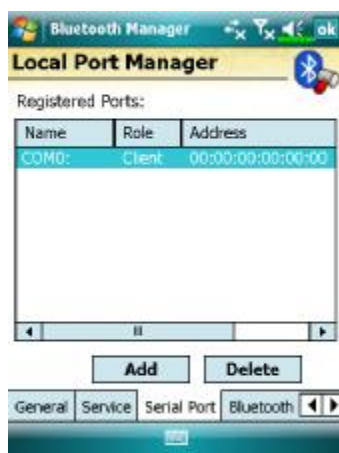 Bluetooth Manager ok
Local Port Manager
Registered Ports:
Name Role Address
COM0: Client 00:00:00:00:00:00
Add Delete
General Service Serial Port Bluetooth